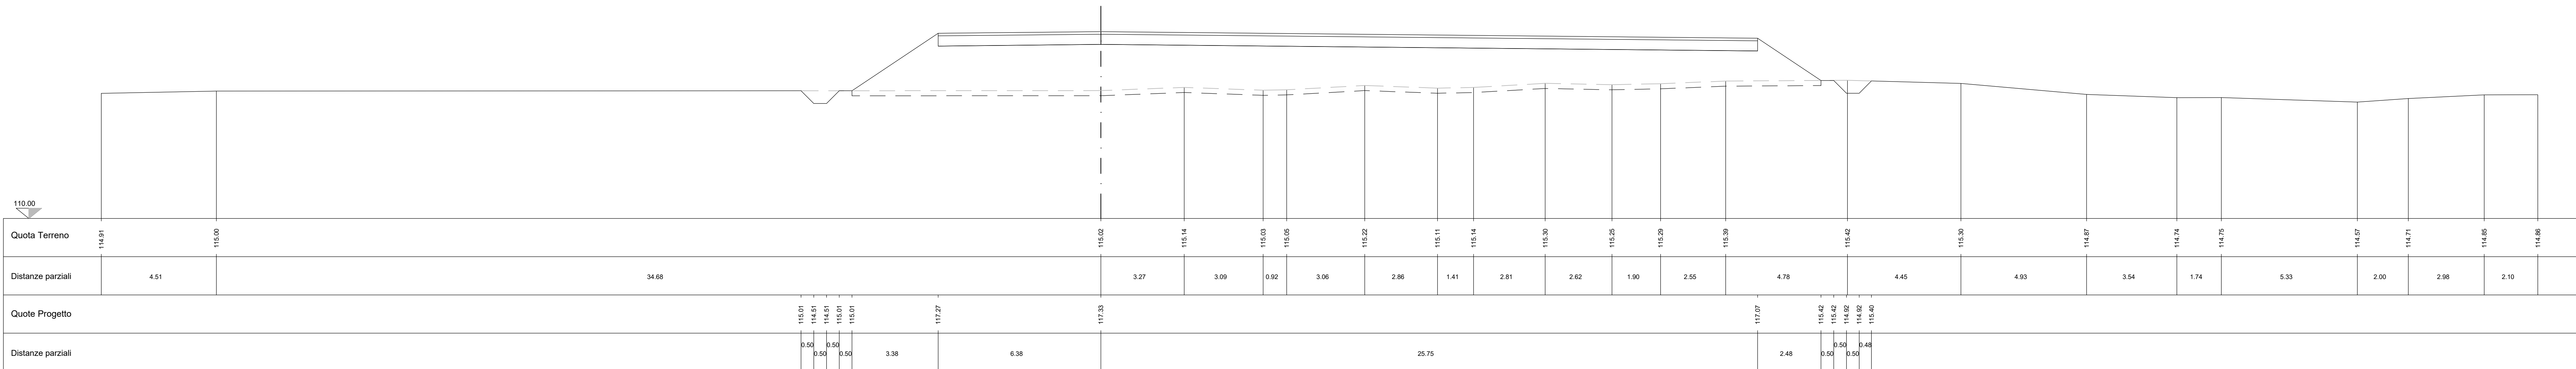 110.00
Quota Terreno 114.91 115.00 115.02 115.14 115.03 115.05 115.22 115.11 115.14 115.30 115.25 115.29 115.39 115.42 115.30 114.87 114.74 114.75 114.57 114.71 114.85 114.86
Distanze parziali 4.51 34.68 3.27 3.09 0.92 3.06 2.86 1.41 2.81 2.62 1.90 2.55 4.78 4.45 4.93 3.54 1.74 5.33 2.00 2.98 2.10
Quote Progetto 115.01 114.51 114.51 115.01 115.01 117.27 117.33 117.07 115.42 115.42 114.92 114.92 115.40
Distanze parziali 0.50 0.50 0.50 0.50 3.38 6.38 25.75 2.48 0.50 0.50 0.50 0.48